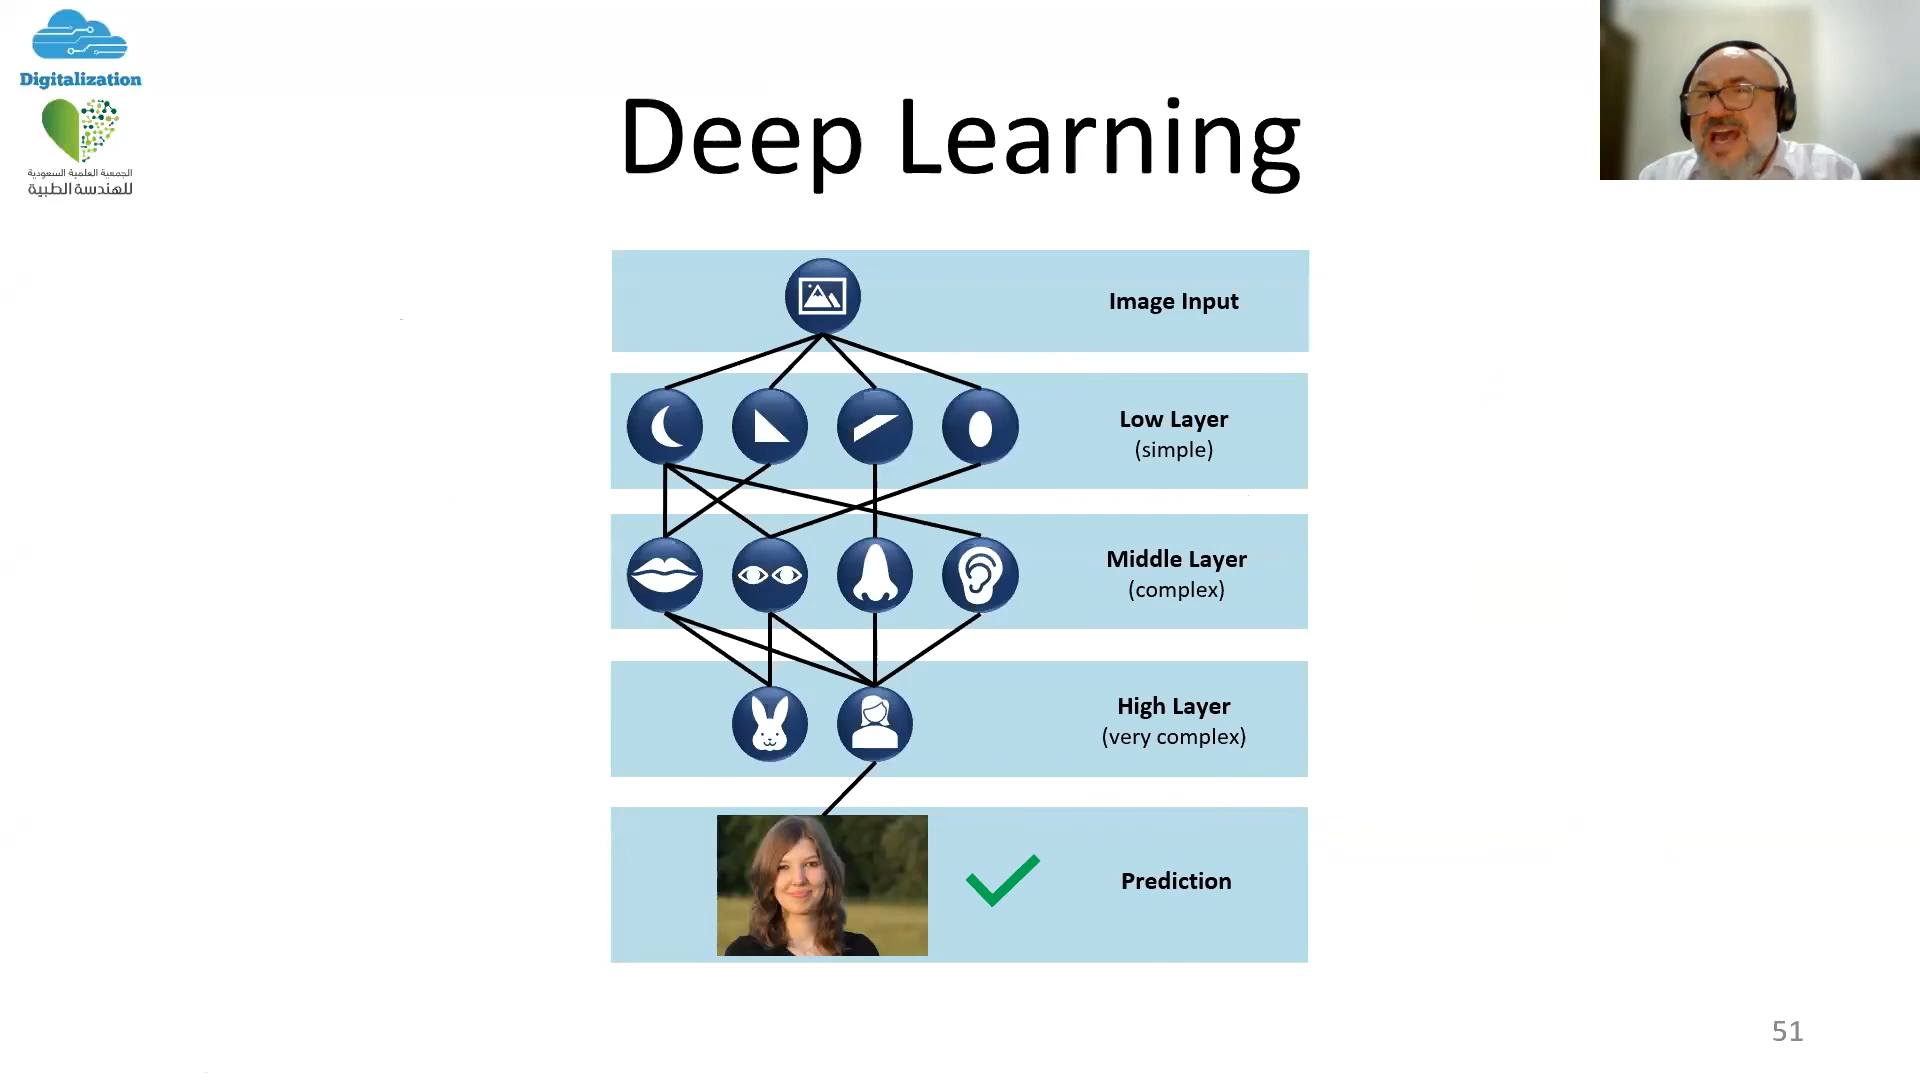 Digitalization
الجمعية العلمية السعودية
للهندسة الطبية
Deep Learning
Image Input
Low Layer
(simple)
Middle Layer
(complex)
High Layer
(very complex)
Prediction
51